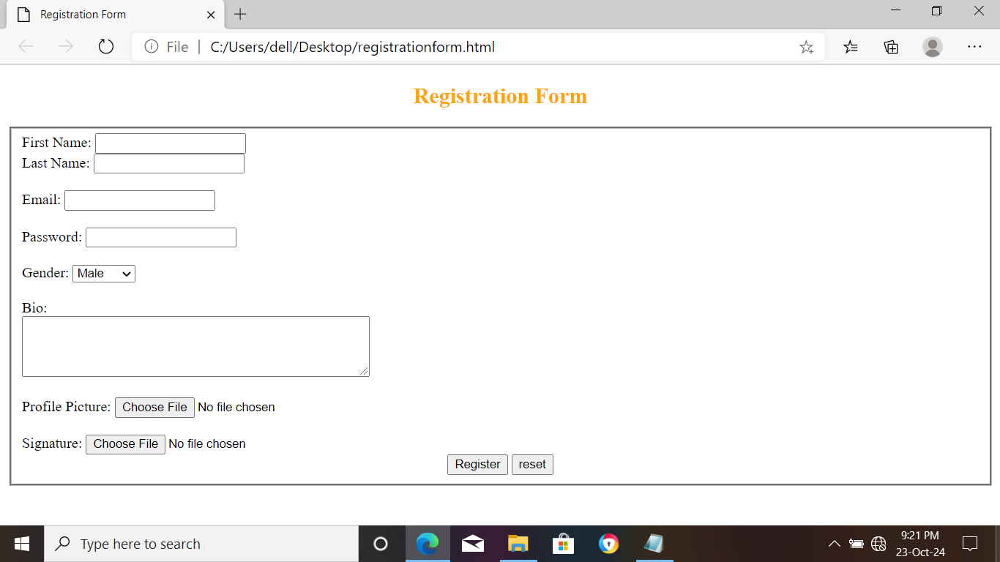 Registration Form
File | C:/Users/dell/Desktop/registrationform.html
Registration Form
First Name:
Last Name:
Email:
Password:
Gender: Male
Bio:
Profile Picture: Choose File No file chosen
Signature: Choose File No file chosen
Register reset
Type here to search
9:21 PM
23-Oct-24